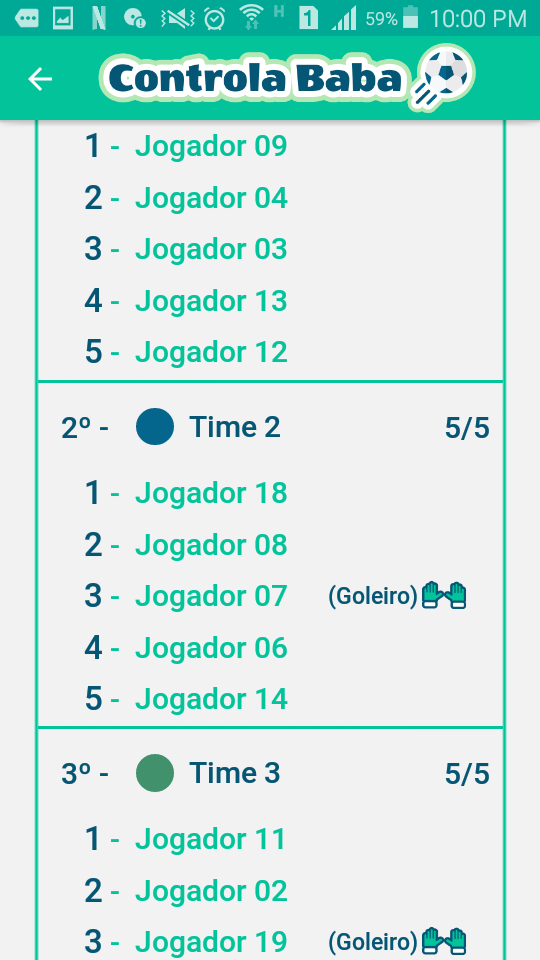 H 1 59% 10:00 PM
Controla Baba
1 - Jogador 09
2 - Jogador 04
3 - Jogador 03
4 - Jogador 13
5 - Jogador 12
2º - Time 2 5/5
1 - Jogador 18
2 - Jogador 08
3 - Jogador 07 (Goleiro)
4 - Jogador 06
5 - Jogador 14
3º - Time 3 5/5
1 - Jogador 11
2 - Jogador 02
3 - Jogador 19 (Goleiro)